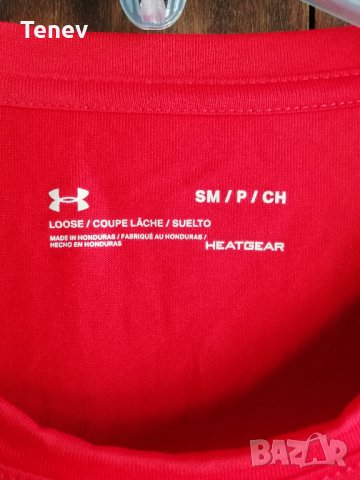 Tenev
SM / P / CH
LOOSE / COUPE LÂCHE / SUELTO
MADE IN HONDURAS / FABRIQUÉ AU HONDURAS /
HECHO EN HONDURAS
HEATGEAR
BAZAR